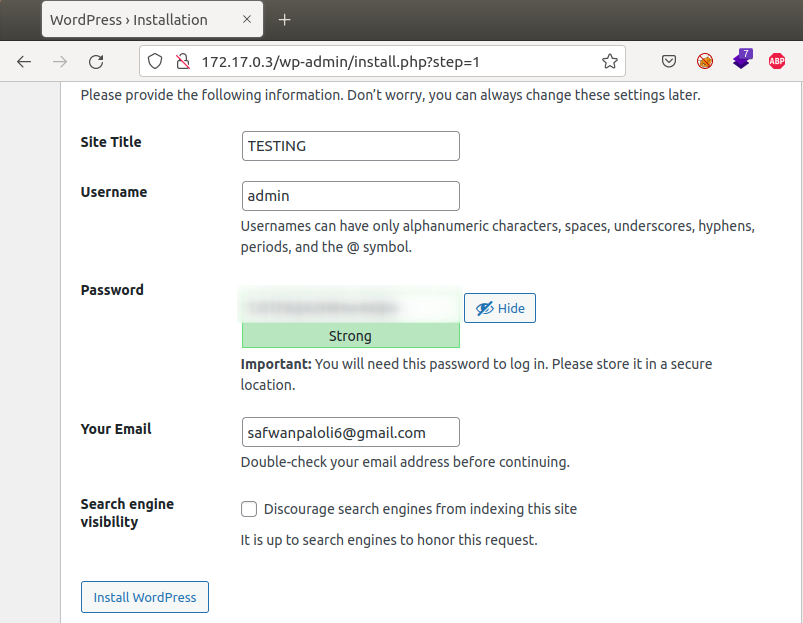 WordPress › Installation
172.17.0.3/wp-admin/install.php?step=1
7
ABP
Please provide the following information. Don’t worry, you can always change these settings later.
Site Title
TESTING
Username
admin
Usernames can have only alphanumeric characters, spaces, underscores, hyphens,
periods, and the @ symbol.
Password
Hide
Strong
Important: You will need this password to log in. Please store it in a secure
location.
Your Email
safwanpaloli6@gmail.com
Double-check your email address before continuing.
Search engine
visibility
Discourage search engines from indexing this site
It is up to search engines to honor this request.
Install WordPress